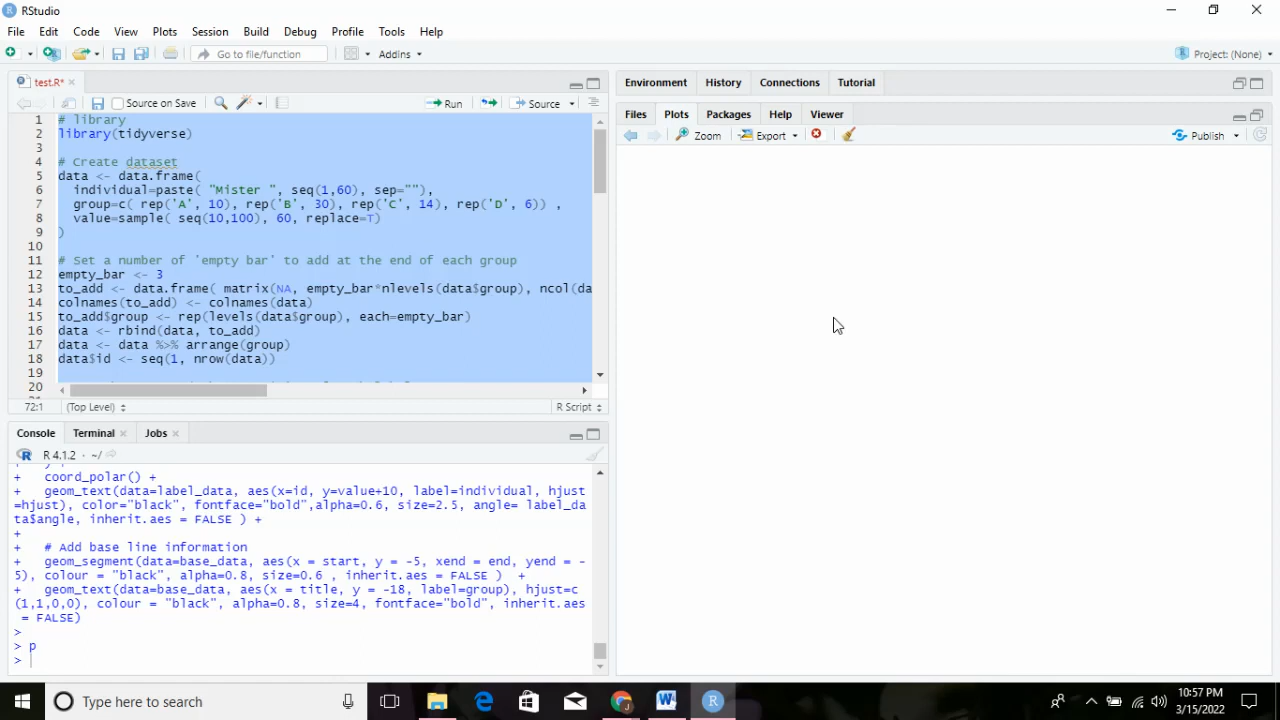 RStudio
File Edit Code View Plots Session Build Debug Profile Tools Help
Go to file/function Addins Project: (None)
test.R*
Source on Save Run Source
1 # library
2 library(tidyverse)
3
4 # Create dataset
5 data <- data.frame(
6 individual=paste( "Mister ", seq(1,60), sep=""),
7 group=c( rep('A', 10), rep('B', 30), rep('C', 14), rep('D', 6)) ,
8 value=sample( seq(10,100), 60, replace=T)
9 )
10
11 # Set a number of 'empty bar' to add at the end of each group
12 empty_bar <- 3
13 to_add <- data.frame( matrix(NA, empty_bar*nlevels(data$group), ncol(da
14 colnames(to_add) <- colnames(data)
15 to_add$group <- rep(levels(data$group), each=empty_bar)
16 data <- rbind(data, to_add)
17 data <- data %>% arrange(group)
18 data$id <- seq(1, nrow(data))
19
20
72:1 (Top Level) R Script
Console Terminal Jobs
R 4.1.2 · ~/
+ coord_polar() +
+ geom_text(data=label_data, aes(x=id, y=value+10, label=individual, hjust
=hjust), color="black", fontface="bold",alpha=0.6, size=2.5, angle= label_da
ta$angle, inherit.aes = FALSE ) +
+
+ # Add base line information
+ geom_segment(data=base_data, aes(x = start, y = -5, xend = end, yend = -
5), colour = "black", alpha=0.8, size=0.6 , inherit.aes = FALSE ) +
+ geom_text(data=base_data, aes(x = title, y = -18, label=group), hjust=c
(1,1,0,0), colour = "black", alpha=0.8, size=4, fontface="bold", inherit.aes
= FALSE)
>
> p
>
Environment History Connections Tutorial
Files Plots Packages Help Viewer
Zoom Export Publish
Type here to search
10:57 PM
3/15/2022